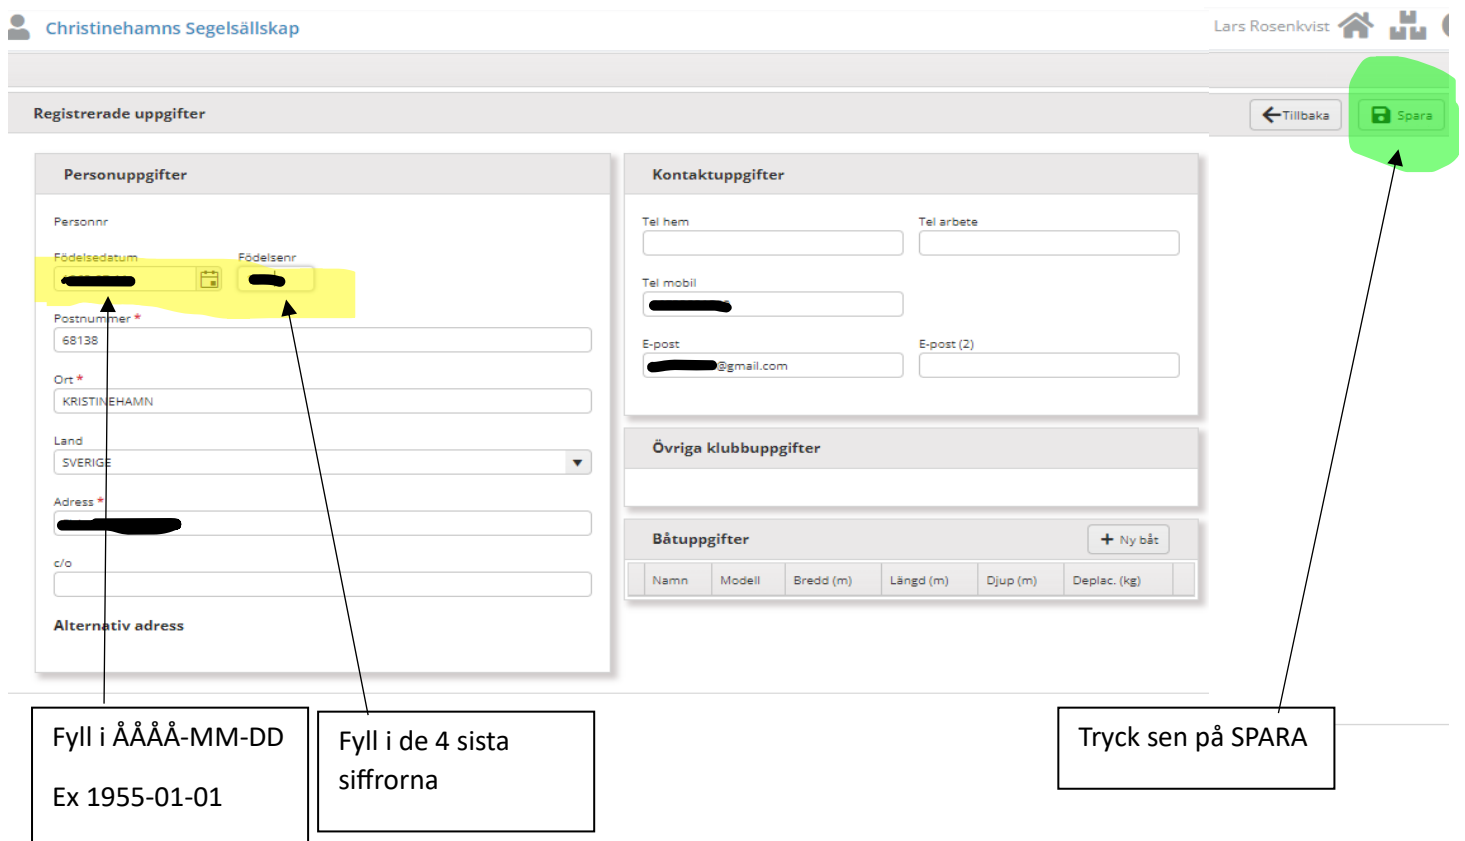 Christinehamns Segelsällskap
Lars Rosenkvist
Registrerade uppgifter
Tillbaka
Spara
Personuppgifter
Personnr
Födelsedatum
Födelsenr
Postnummer *
68138
Ort *
KRISTINEHAMN
Land
SVERIGE
Adress *
c/o
Alternativ adress
Kontaktuppgifter
Tel hem
Tel arbete
Tel mobil
E-post
E-post (2)
@gmail.com
Övriga klubbuppgifter
Båtuppgifter
+ Ny båt
Namn Modell Bredd (m) Längd (m) Djup (m) Deplac. (kg)
Fyll i ÅÅÅÅ-MM-DD
Ex 1955-01-01
Fyll i de 4 sista
siffrorna
Tryck sen på SPARA